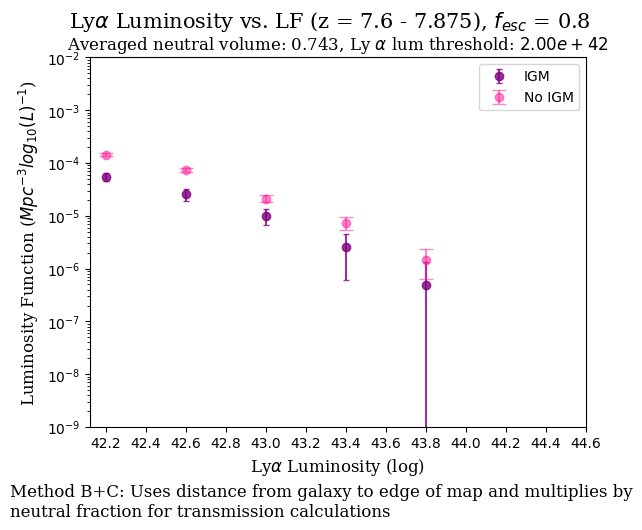 Lyα Luminosity vs. LF (z = 7.6 - 7.875), f_esc = 0.8
Averaged neutral volume: 0.743, Ly α lum threshold: 2.00e + 42
IGM
No IGM
10⁻²
10⁻³
10⁻⁴
10⁻⁵
10⁻⁶
10⁻⁷
10⁻⁸
10⁻⁹
Luminosity Function (Mpc⁻³log₁₀(L)⁻¹)
42.2 42.4 42.6 42.8 43.0 43.2 43.4 43.6 43.8 44.0 44.2 44.4 44.6
Lyα Luminosity (log)
Method B+C: Uses distance from galaxy to edge of map and multiplies by
neutral fraction for transmission calculations